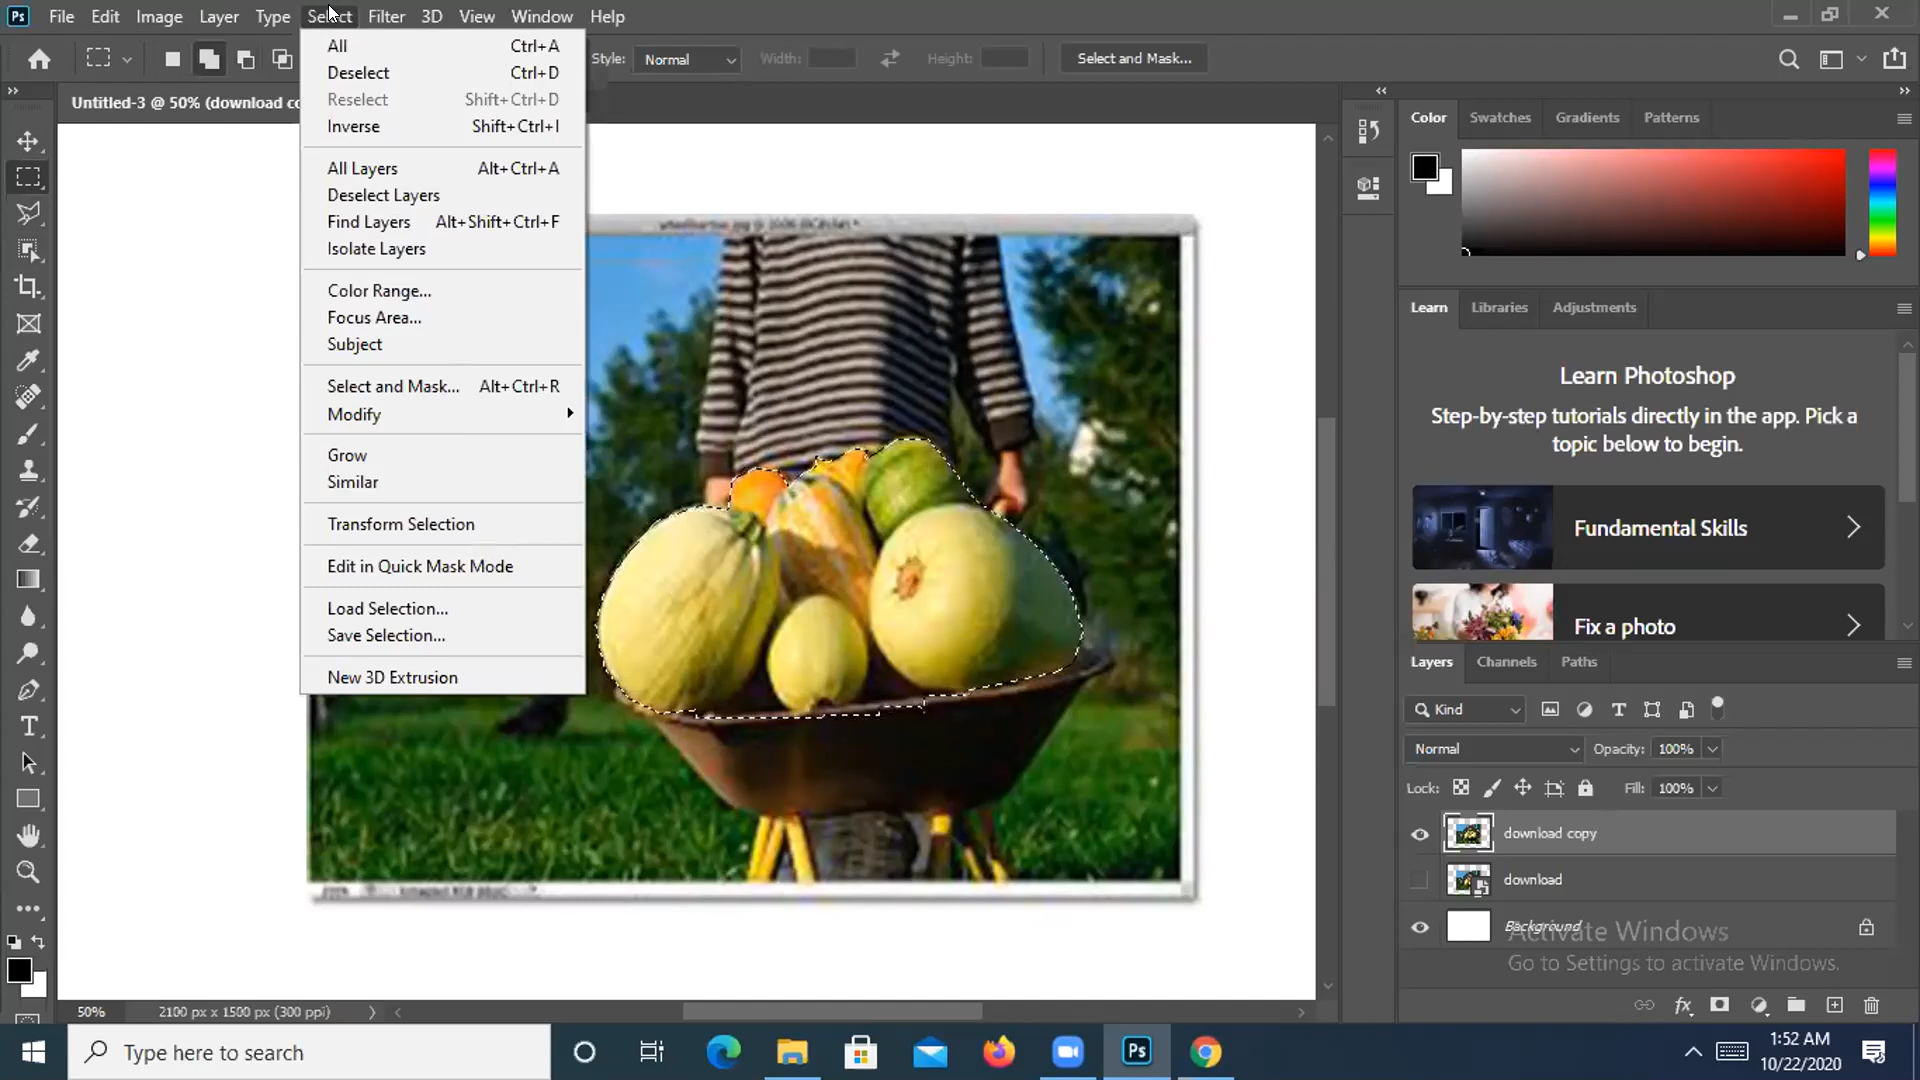 Ps File Edit Image Layer Type Select Filter 3D View Window Help
Style: Normal Width: Height: Select and Mask...
Untitled-3 @ 50% (download co
All Ctrl+A
Deselect Ctrl+D
Reselect Shift+Ctrl+D
Inverse Shift+Ctrl+I
All Layers Alt+Ctrl+A
Deselect Layers
Find Layers Alt+Shift+Ctrl+F
Isolate Layers
Color Range...
Focus Area...
Subject
Select and Mask... Alt+Ctrl+R
Modify
Grow
Similar
Transform Selection
Edit in Quick Mask Mode
Load Selection...
Save Selection...
New 3D Extrusion
Color Swatches Gradients Patterns
Learn Libraries Adjustments
Learn Photoshop
Step-by-step tutorials directly in the app. Pick a
topic below to begin.
Fundamental Skills
Fix a photo
Layers Channels Paths
Kind
Normal Opacity: 100%
Lock: Fill: 100%
download copy
download
Background
Activate Windows
Go to Settings to activate Windows.
50% 2100 px x 1500 px (300 ppi)
Type here to search
Ps
1:52 AM
10/22/2020